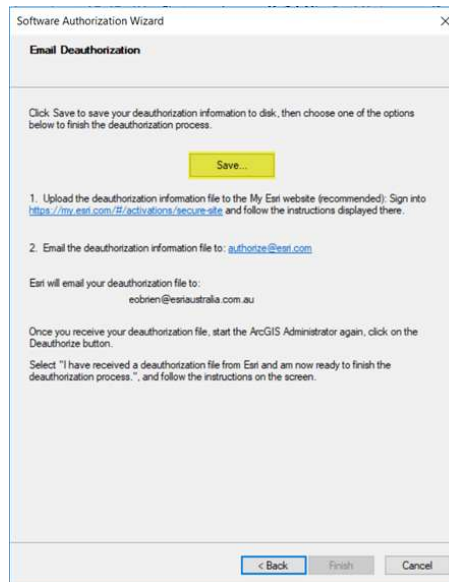 Software Authorization Wizard
Email Deauthorization
Click Save to save your deauthorization information to disk, then choose one of the options
below to finish the deauthorization process.
Save...
1. Upload the deauthorization information file to the My Esri website (recommended): Sign into
https://my.esri.com/#/activations/secure-site and follow the instructions displayed there.
2. Email the deauthorization information file to: authorize@esri.com
Esri will email your deauthorization file to:
eobrien@esriaustralia.com.au
Once you receive your deauthorization file, start the ArcGIS Administrator again, click on the
Deauthorize button.
Select "I have received a deauthorization file from Esri and am now ready to finish the
deauthorization process.", and follow the instructions on the screen.
< Back
Finish
Cancel